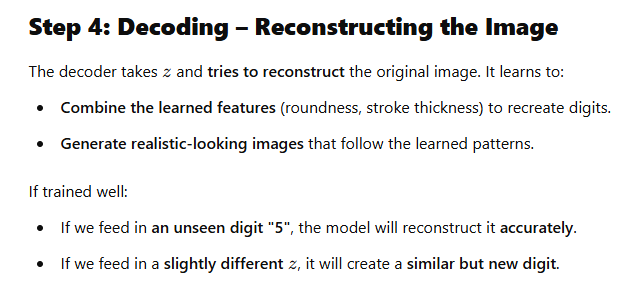 Step 4: Decoding – Reconstructing the Image
The decoder takes z and tries to reconstruct the original image. It learns to:
• Combine the learned features (roundness, stroke thickness) to recreate digits.
• Generate realistic-looking images that follow the learned patterns.
If trained well:
• If we feed in an unseen digit "5", the model will reconstruct it accurately.
• If we feed in a slightly different z, it will create a similar but new digit.